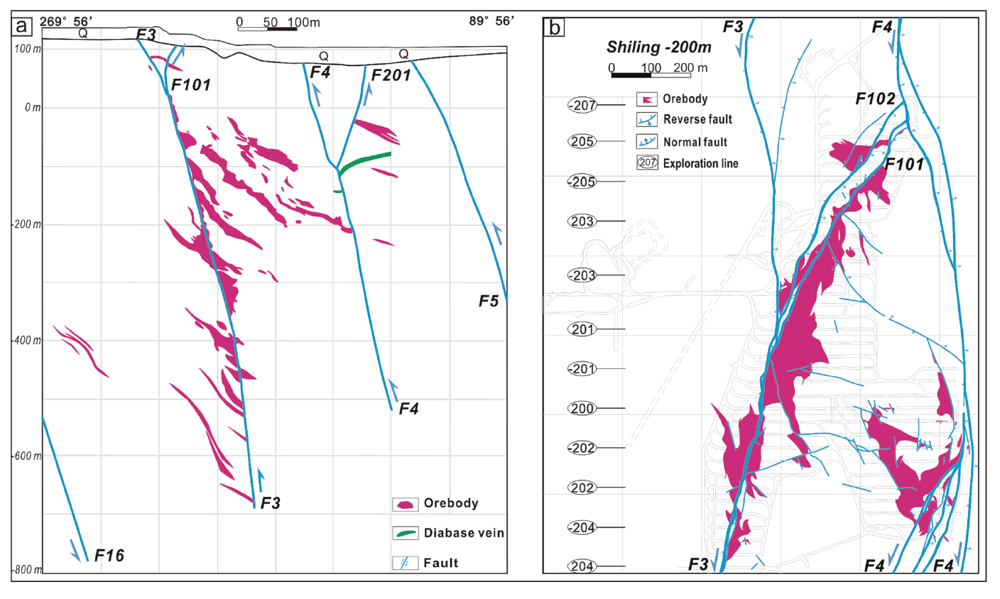 a
269° 56′
0 50 100m
89° 56′
Q
F3
100 m
Q
Q
F4
F201
F101
0 m
-200 m
F5
-400 m
F4
-600 m
F3
Orebody
Diabase vein
F16
Fault
-800 m
b
F3
F4
Shiling -200m
0 100 200 m
F102
-207
Orebody
Reverse fault
205
Normal fault
207 Exploration line
F101
-205
203
-203
201
-201
200
-202
202
-204
204
F3
F4
F4